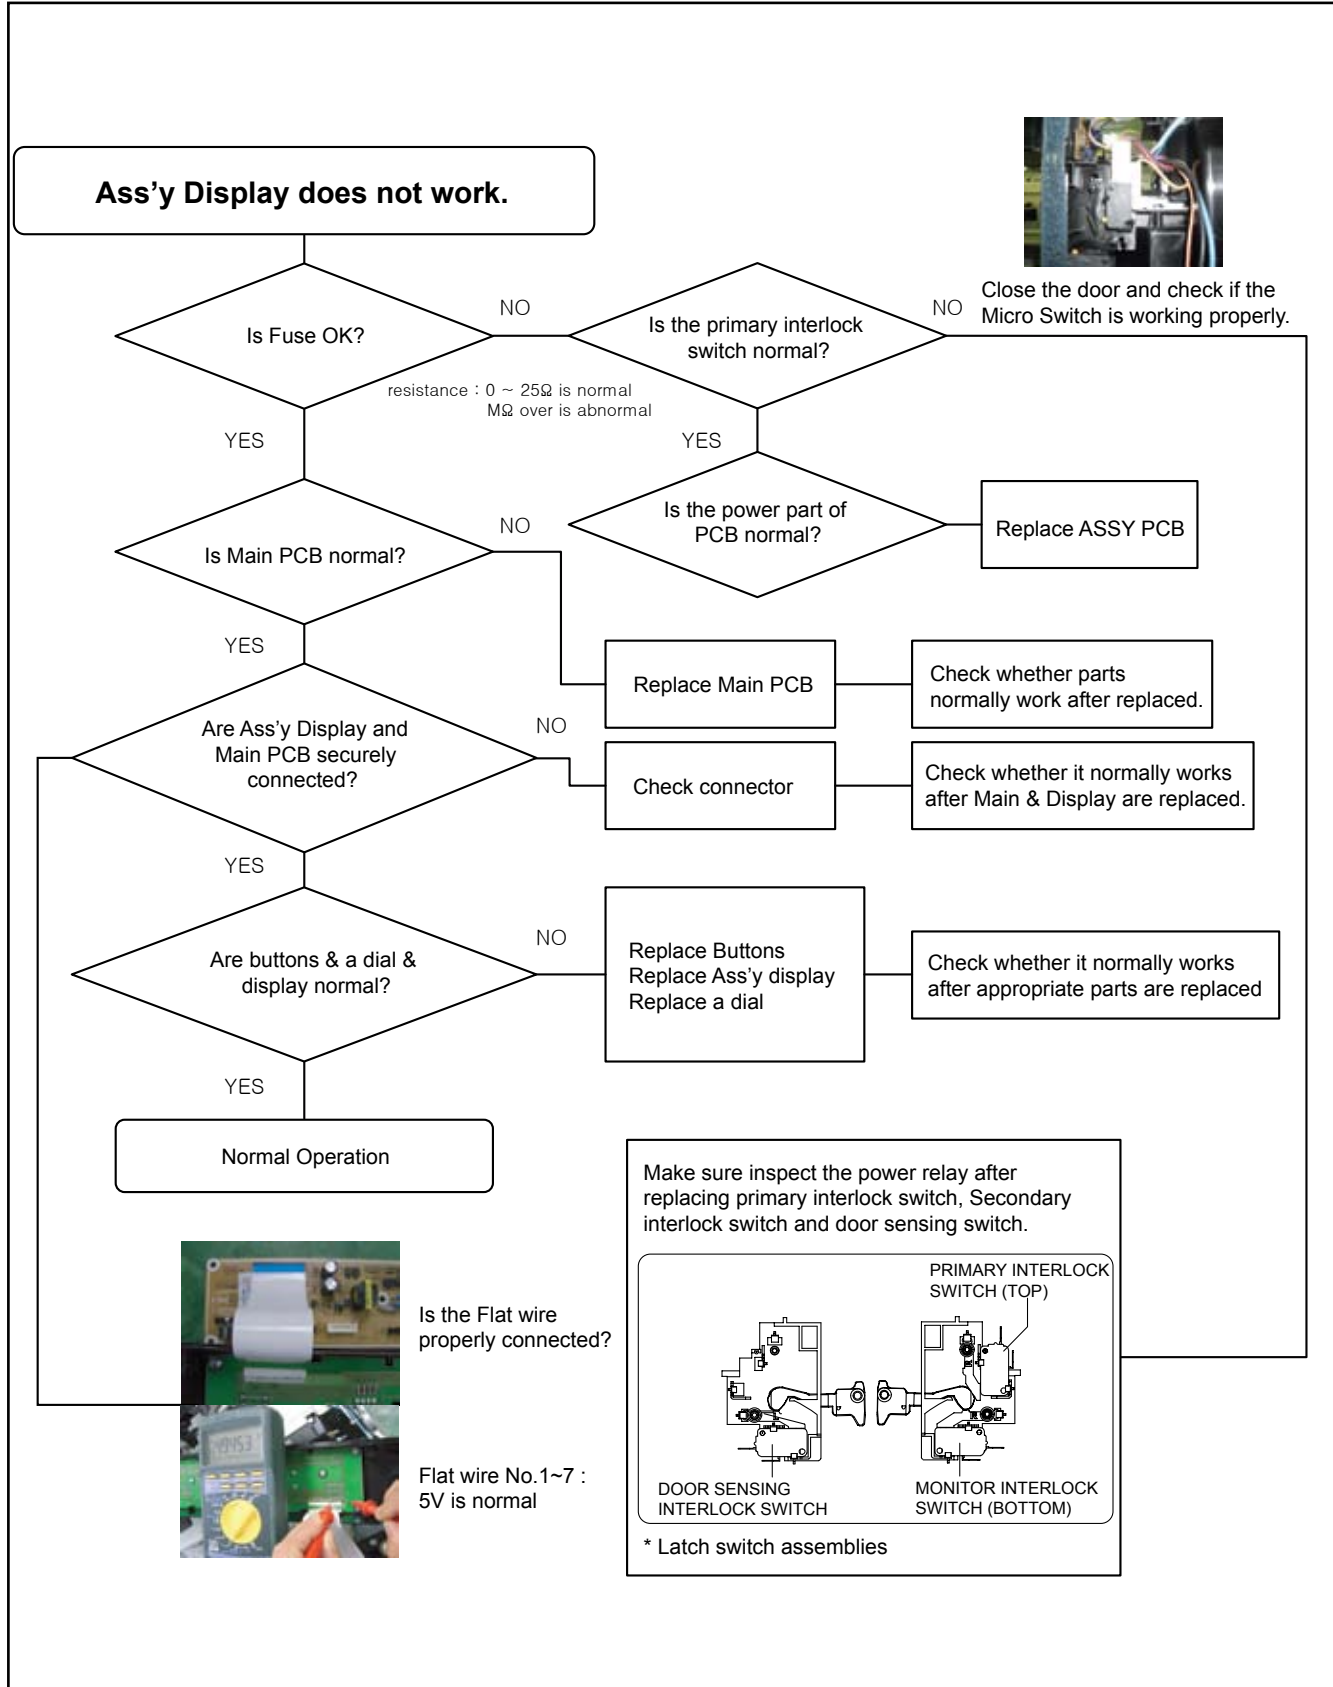 Ass'y Display does not work.
Close the door and check if the
Micro Switch is working properly.
Is Fuse OK?
NO
Is the primary interlock
switch normal?
NO
resistance : 0 ~ 25Ω is normal
MΩ over is abnormal
YES
YES
Is Main PCB normal?
NO
Is the power part of
PCB normal?
Replace ASSY PCB
YES
Replace Main PCB
Check whether parts
normally work after replaced.
Are Ass'y Display and
Main PCB securely
connected?
NO
Check connector
Check whether it normally works
after Main & Display are replaced.
YES
Are buttons & a dial &
display normal?
NO
Replace Buttons
Replace Ass'y display
Replace a dial
Check whether it normally works
after appropriate parts are replaced
YES
Normal Operation
Make sure inspect the power relay after
replacing primary interlock switch, Secondary
interlock switch and door sensing switch.
PRIMARY INTERLOCK
SWITCH (TOP)
DOOR SENSING
INTERLOCK SWITCH
MONITOR INTERLOCK
SWITCH (BOTTOM)
* Latch switch assemblies
Is the Flat wire
properly connected?
Flat wire No.1~7 :
5V is normal